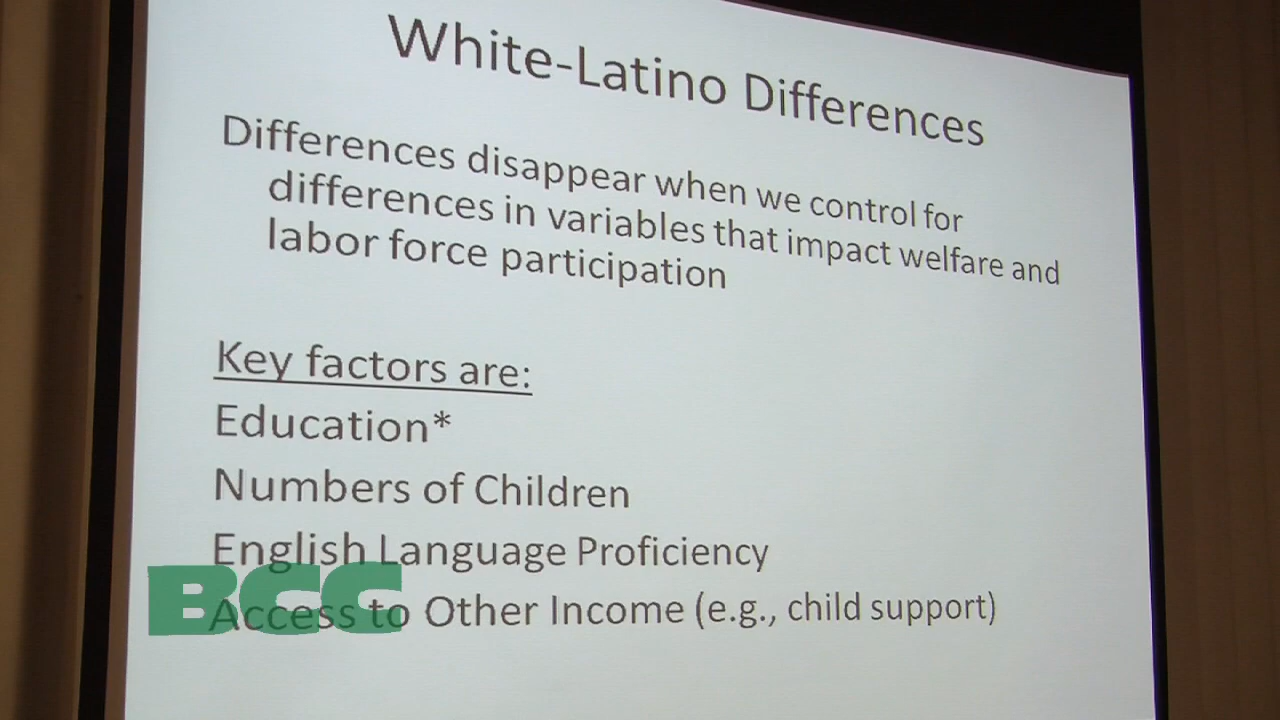 White-Latino Differences
Differences disappear when we control for
differences in variables that impact welfare and
labor force participation
Key factors are:
Education*
Numbers of Children
English Language Proficiency
Access to Other Income (e.g., child support)
BCC